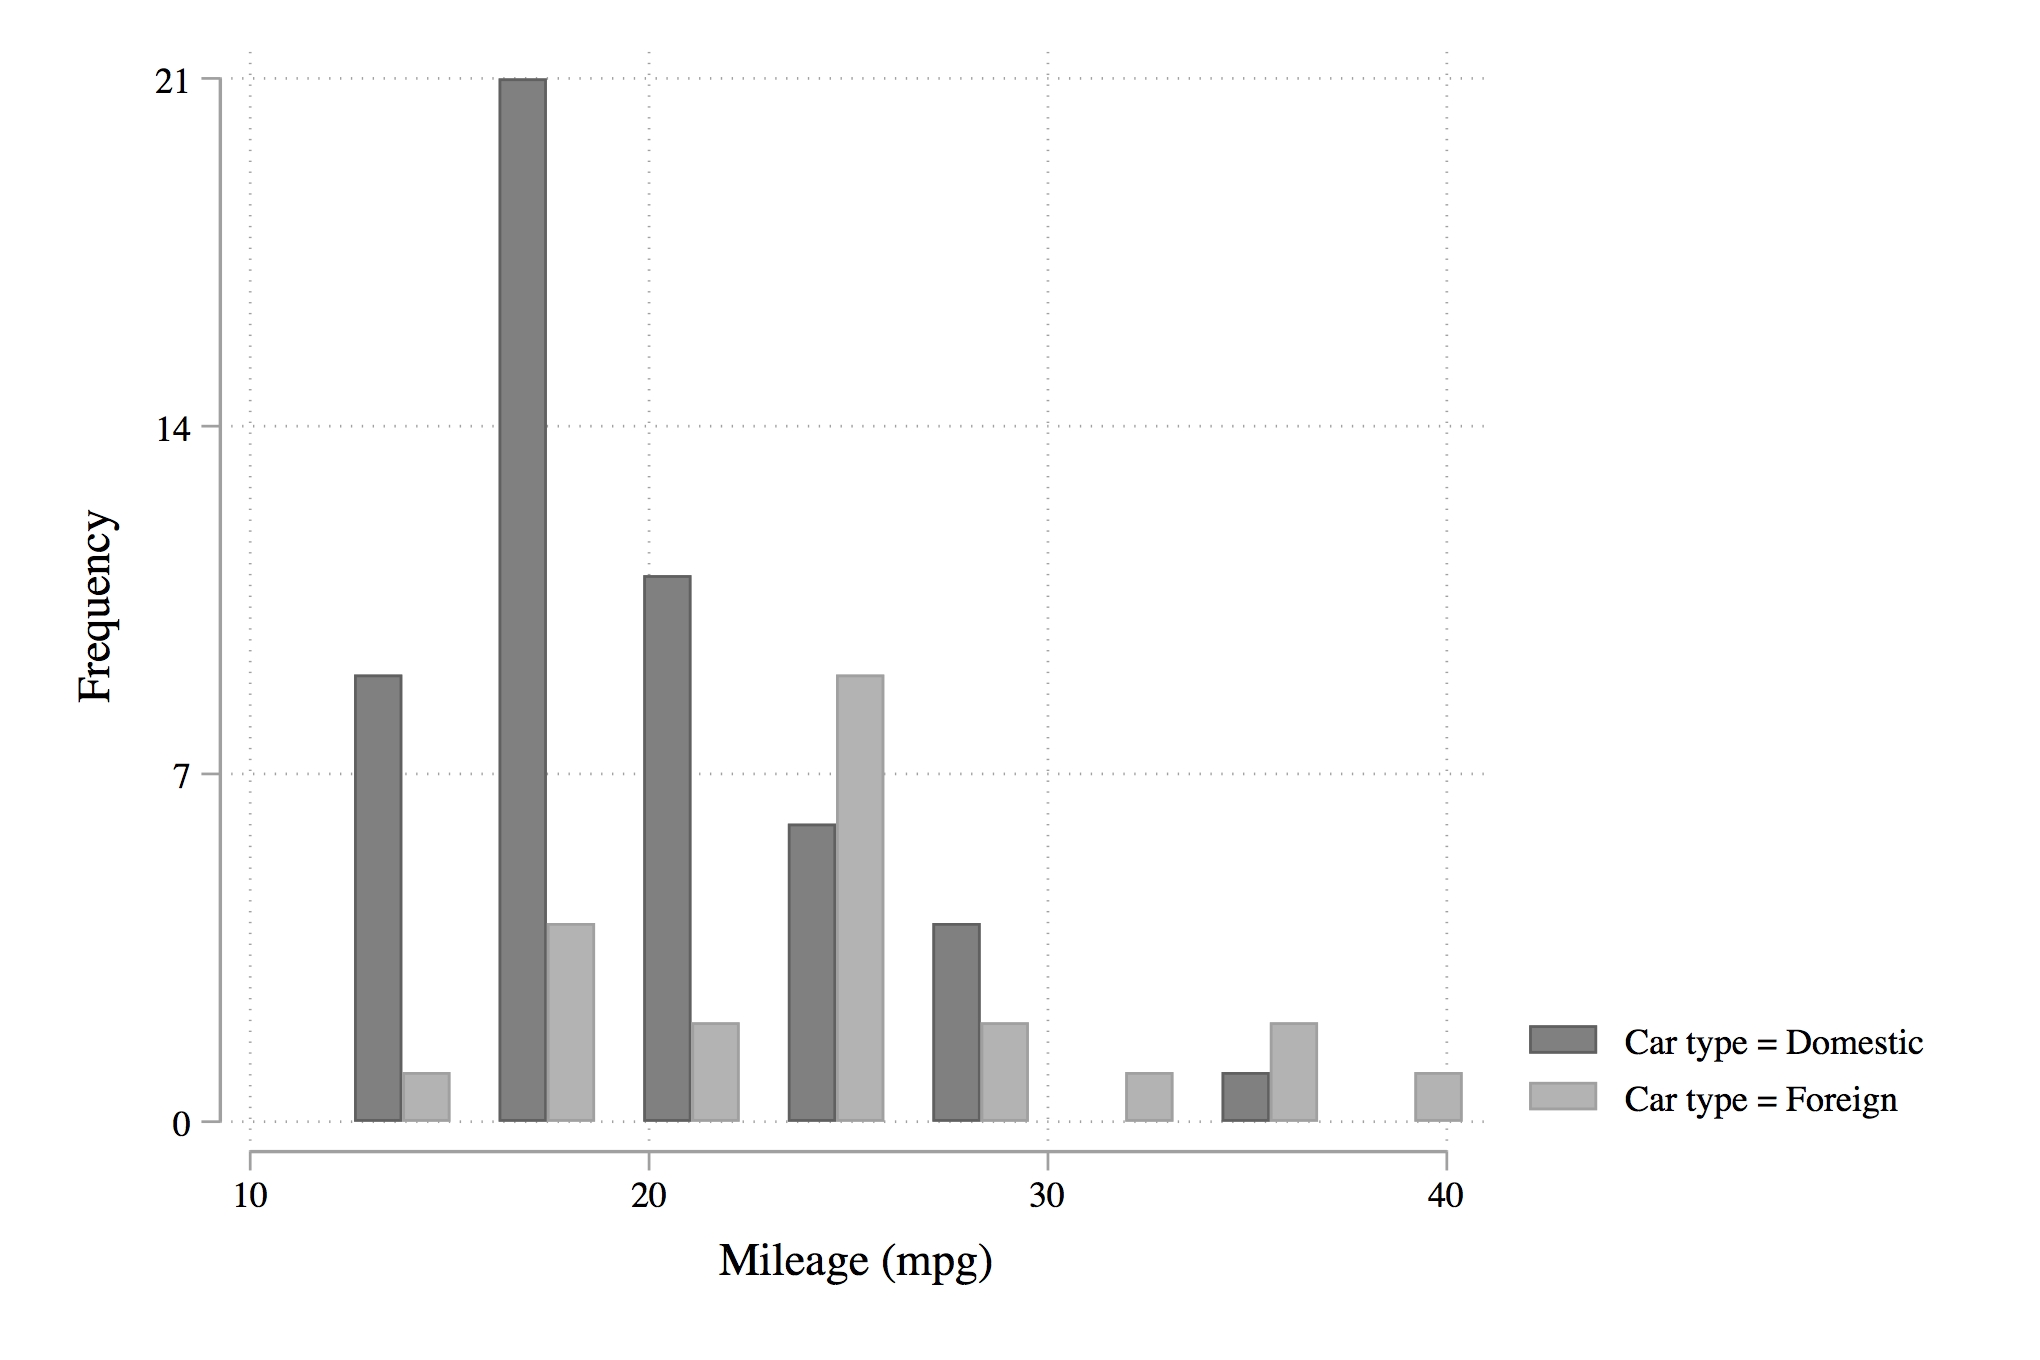 21
14
7
0
Frequency
10 20 30 40
Mileage (mpg)
Car type = Domestic
Car type = Foreign